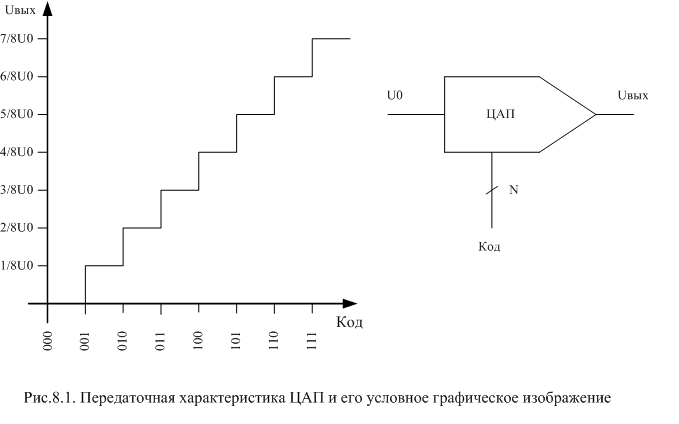 Uвых
7/8U0
6/8U0
5/8U0
4/8U0
3/8U0
2/8U0
1/8U0
000
001
010
011
100
101
110
111
Код
U0
ЦАП
Uвых
N
Код
Рис.8.1. Передаточная характеристика ЦАП и его условное графическое изображение